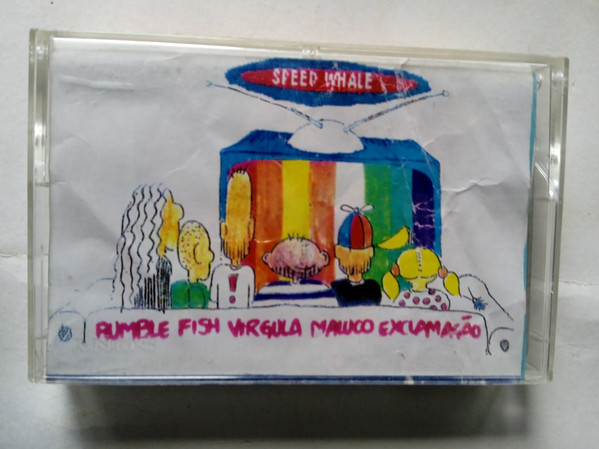 SPEED WHALE
RUMBLE FISH VIRGULA MALUCO EXCLAMAÇÃO